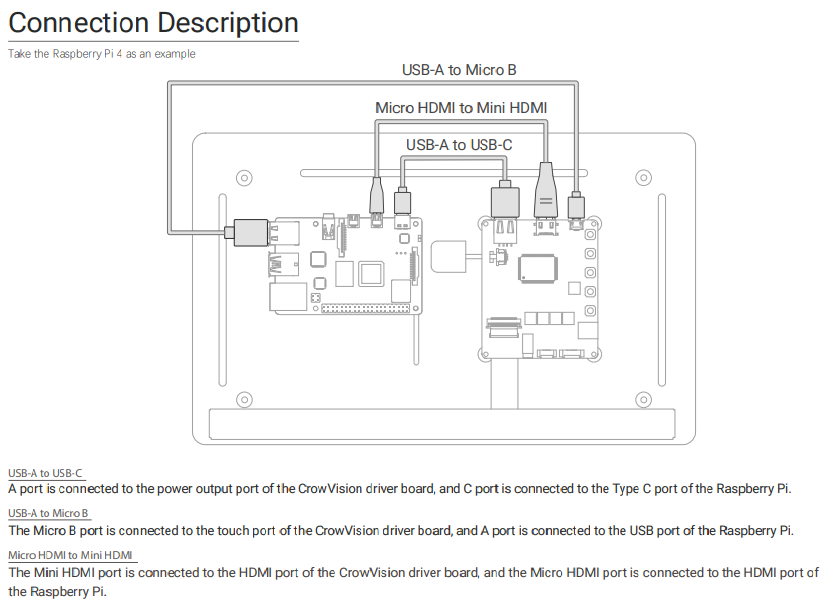 Connection Description
Take the Raspberry Pi 4 as an example
USB-A to Micro B
Micro HDMI to Mini HDMI
USB-A to USB-C
USB-A to USB-C
A port is connected to the power output port of the CrowVision driver board, and C port is connected to the Type C port of the Raspberry Pi.
USB-A to Micro B
The Micro B port is connected to the touch port of the CrowVision driver board, and A port is connected to the USB port of the Raspberry Pi.
Micro HDMI to Mini HDMI
The Mini HDMI port is connected to the HDMI port of the CrowVision driver board, and the Micro HDMI port is connected to the HDMI port of
the Raspberry Pi.